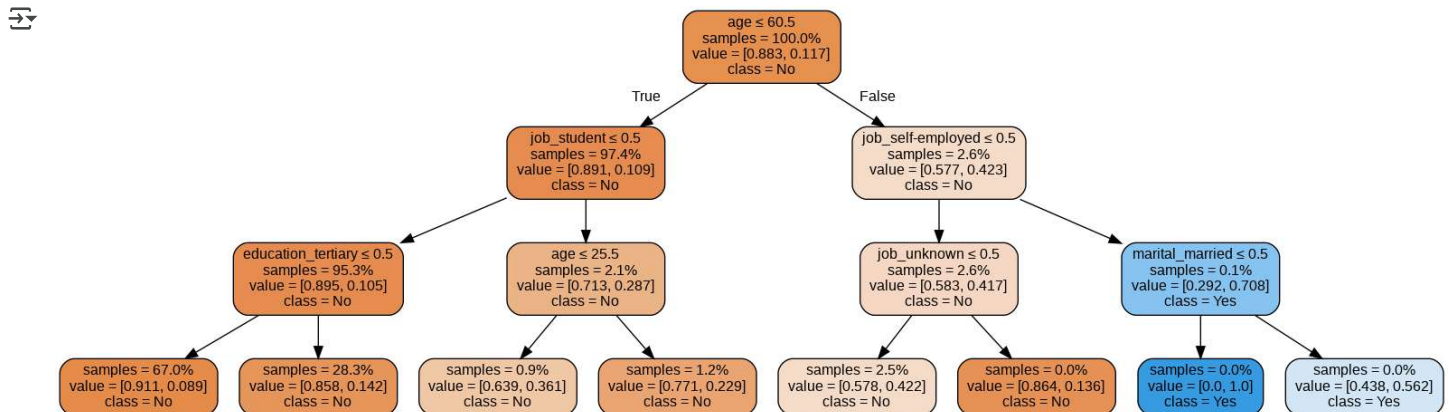 age ≤ 60.5
samples = 100.0%
value = [0.883, 0.117]
class = No
True
False
job_student ≤ 0.5
samples = 97.4%
value = [0.891, 0.109]
class = No
job_self-employed ≤ 0.5
samples = 2.6%
value = [0.577, 0.423]
class = No
education_tertiary ≤ 0.5
samples = 95.3%
value = [0.895, 0.105]
class = No
age ≤ 25.5
samples = 2.1%
value = [0.713, 0.287]
class = No
job_unknown ≤ 0.5
samples = 2.6%
value = [0.583, 0.417]
class = No
marital_married ≤ 0.5
samples = 0.1%
value = [0.292, 0.708]
class = Yes
samples = 67.0%
value = [0.911, 0.089]
class = No
samples = 28.3%
value = [0.858, 0.142]
class = No
samples = 0.9%
value = [0.639, 0.361]
class = No
samples = 1.2%
value = [0.771, 0.229]
class = No
samples = 2.5%
value = [0.578, 0.422]
class = No
samples = 0.0%
value = [0.864, 0.136]
class = No
samples = 0.0%
value = [0.0, 1.0]
class = Yes
samples = 0.0%
value = [0.438, 0.562]
class = Yes